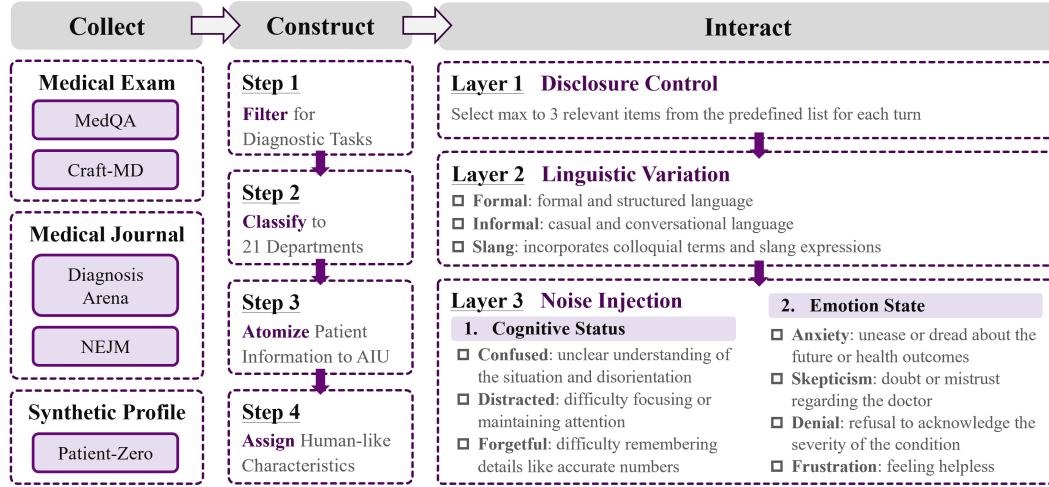 Collect
Construct
Interact
Medical Exam
MedQA
Craft-MD
Medical Journal
Diagnosis
Arena
NEJM
Synthetic Profile
Patient-Zero
Step 1
Filter for
Diagnostic Tasks
Step 2
Classify to
21 Departments
Step 3
Atomize Patient
Information to AIU
Step 4
Assign Human-like
Characteristics
Layer 1 Disclosure Control
Select max to 3 relevant items from the predefined list for each turn
Layer 2 Linguistic Variation
Formal: formal and structured language
Informal: casual and conversational language
Slang: incorporates colloquial terms and slang expressions
Layer 3 Noise Injection
1. Cognitive Status
Confused: unclear understanding of
the situation and disorientation
Distracted: difficulty focusing or
maintaining attention
Forgetful: difficulty remembering
details like accurate numbers
2. Emotion State
Anxiety: unease or dread about the
future or health outcomes
Skepticism: doubt or mistrust
regarding the doctor
Denial: refusal to acknowledge the
severity of the condition
Frustration: feeling helpless